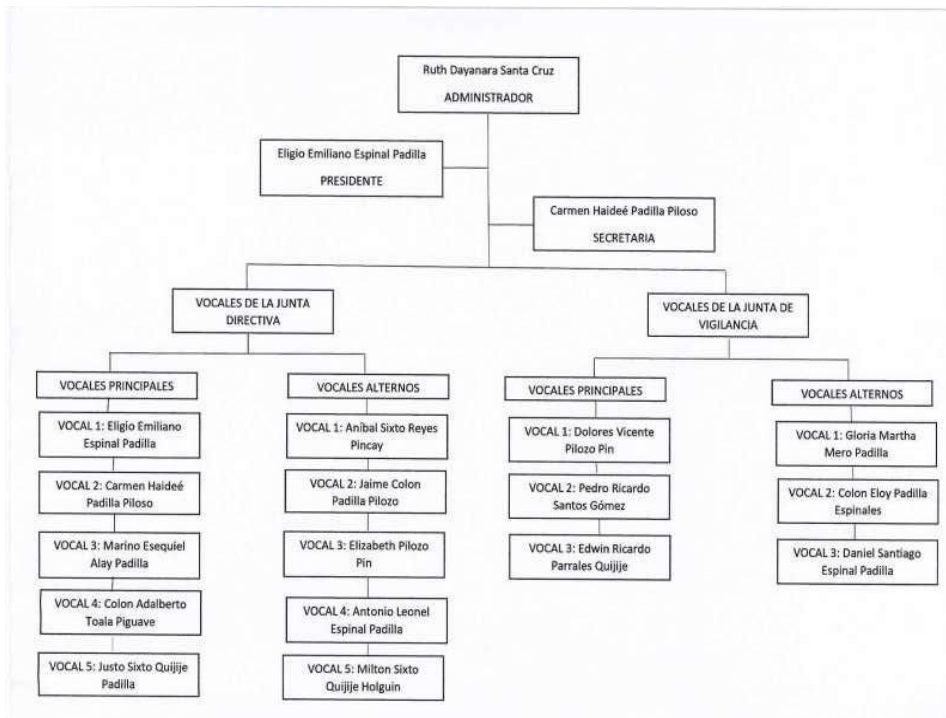 Ruth Dayanara Santa Cruz
ADMINISTRADOR
Eligio Emiliano Espinal Padilla
PRESIDENTE
Carmen Haideé Padilla Piloso
SECRETARIA
VOCALES DE LA JUNTA
DIRECTIVA
VOCALES DE LA JUNTA DE
VIGILANCIA
VOCALES PRINCIPALES
VOCAL 1: Eligio Emiliano
Espinal Padilla
VOCAL 2: Carmen Haideé
Padilla Piloso
VOCAL 3: Marino Esequiel
Alay Padilla
VOCAL 4: Colon Adalberto
Toala Piguave
VOCAL 5: Justo Sixto Quijije
Padilla
VOCALES ALTERNOS
VOCAL 1: Aníbal Sixto Reyes
Pincay
VOCAL 2: Jaime Colon
Padilla Pilozo
VOCAL 3: Elizabeth Pilozo
Pin
VOCAL 4: Antonio Leonel
Espinal Padilla
VOCAL 5: Milton Sixto
Quijije Holguin
VOCALES PRINCIPALES
VOCAL 1: Dolores Vicente
Pilozo Pin
VOCAL 2: Pedro Ricardo
Santos Gómez
VOCAL 3: Edwin Ricardo
Parrales Quijije
VOCALES ALTERNOS
VOCAL 1: Gloria Martha
Mero Padilla
VOCAL 2: Colon Eloy Padilla
Espinales
VOCAL 3: Daniel Santiago
Espinal Padilla